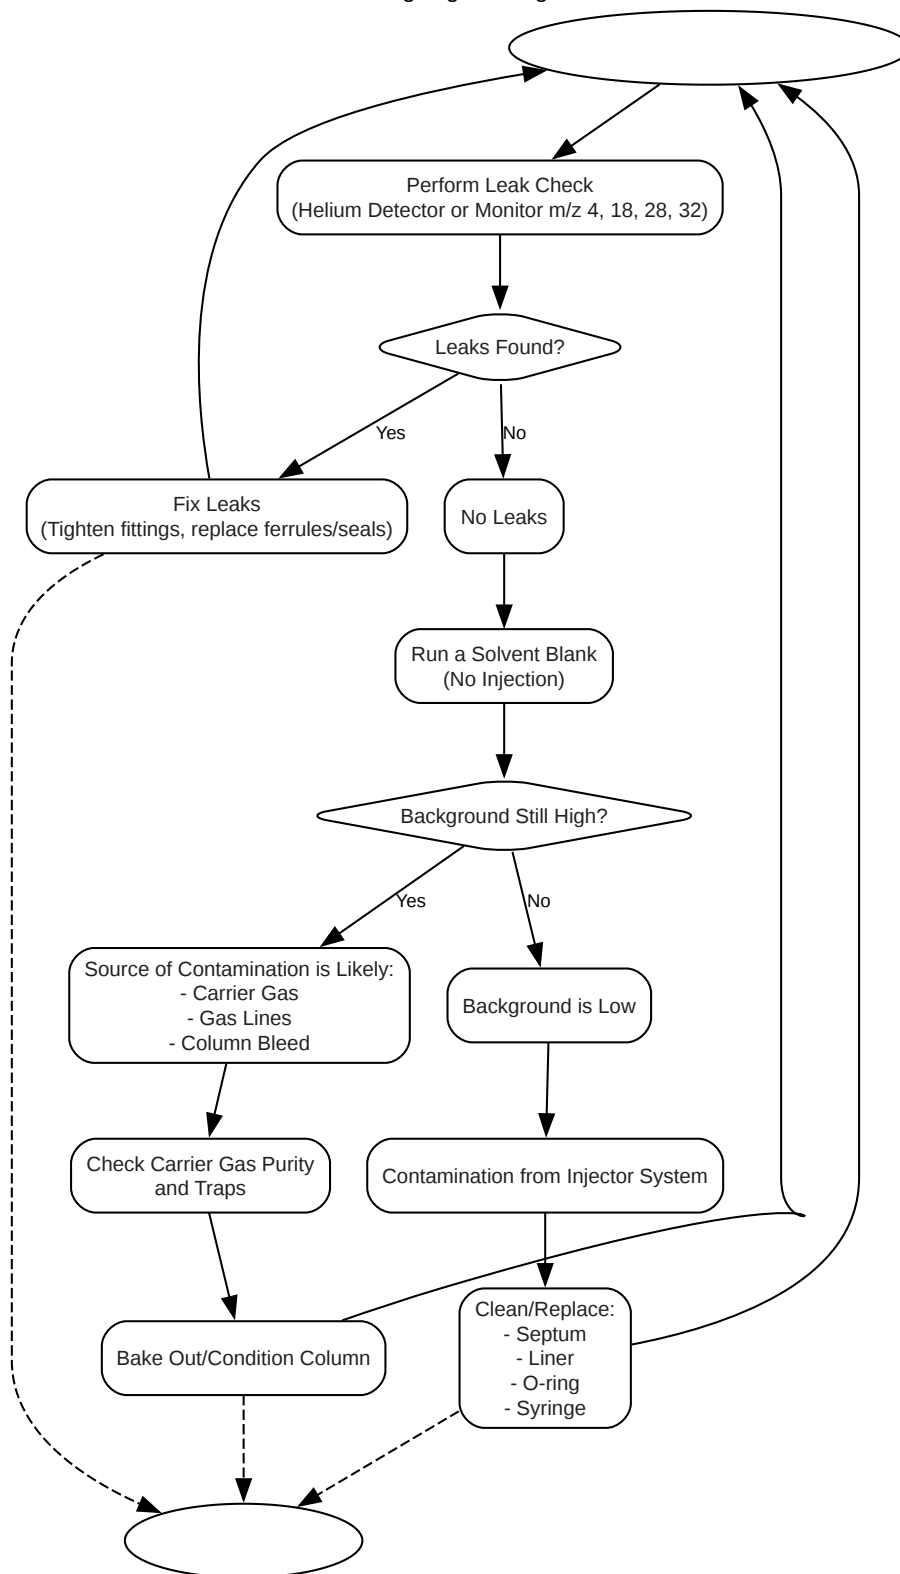 Perform Leak Check
(Helium Detector or Monitor m/z 4, 18, 28, 32)
Leaks Found?
Yes
No
Fix Leaks
(Tighten fittings, replace ferrules/seals)
No Leaks
Run a Solvent Blank
(No Injection)
Background Still High?
Yes
No
Source of Contamination is Likely:
- Carrier Gas
- Gas Lines
- Column Bleed
Background is Low
Check Carrier Gas Purity
and Traps
Contamination from Injector System
Bake Out/Condition Column
Clean/Replace:
- Septum
- Liner
- O-ring
- Syringe